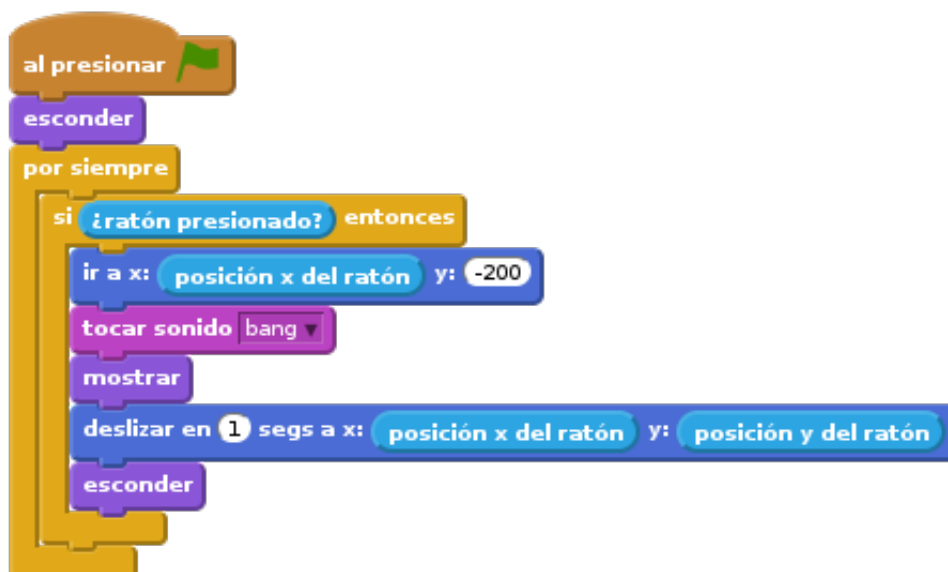 al presionar
esconder
por siempre
si ¿ratón presionado? entonces
ir a x: posición x del ratón y: -200
tocar sonido bang
mostrar
deslizar en 1 segs a x: posición x del ratón y: posición y del ratón
esconder